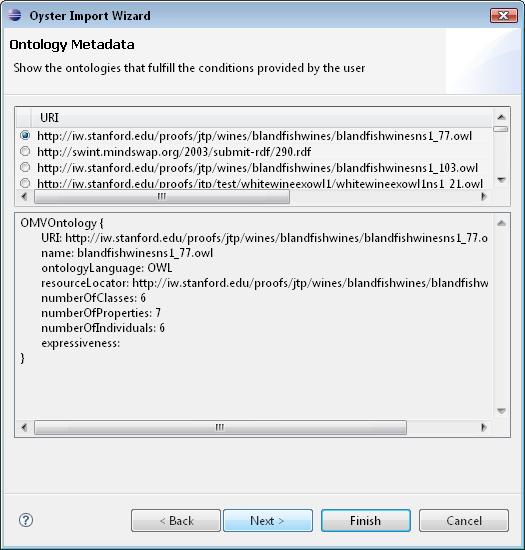 Oyster Import Wizard
Ontology Metadata
Show the ontologies that fulfill the conditions provided by the user
URI
http://iw.stanford.edu/proofs/jtp/wines/blandfishwines/blandfishwinesns1_77.owl
http://swint.mindswap.org/2003/submit-rdf/290.rdf
http://iw.stanford.edu/proofs/jtp/wines/blandfishwines/blandfishwinesns1_103.owl
http://iw.stanford.edu/proofs/jtp/test/whitewineexowl1/whitewineexowl1ns1_21.owl
OMVOntology {
URI: http://iw.stanford.edu/proofs/jtp/wines/blandfishwines/blandfishwinesns1_77.o
name: blandfishwinesns1_77.owl
ontologyLanguage: OWL
resourceLocator: http://iw.stanford.edu/proofs/jtp/wines/blandfishwines/blandfishw
numberOfClasses: 6
numberOfProperties: 7
numberOfIndividuals: 6
expressiveness:
}
? < Back Next > Finish Cancel